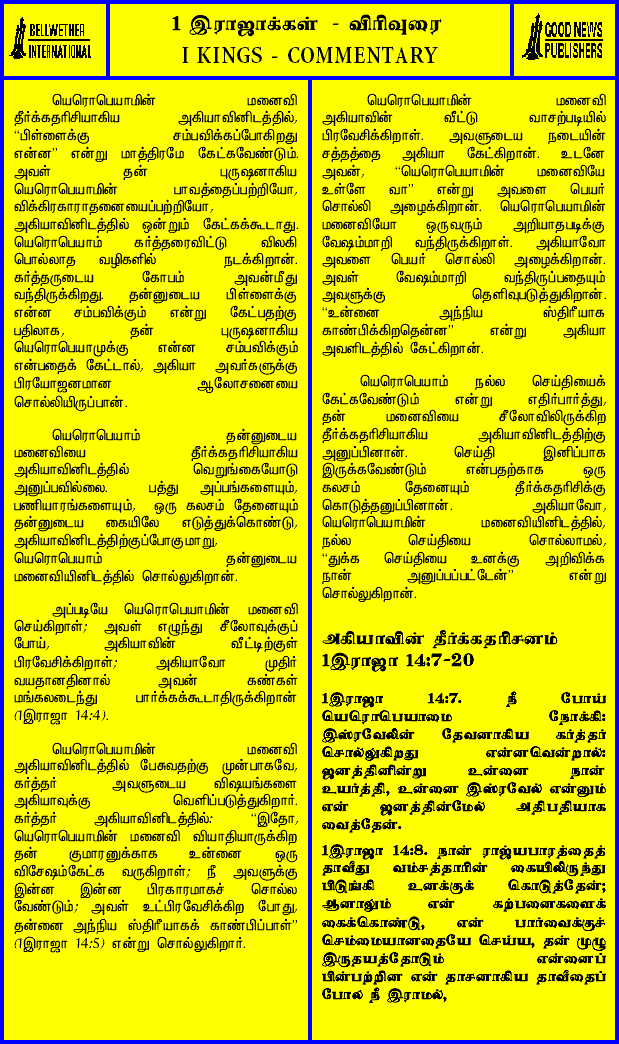 BELLWETHER
INTERNATIONAL
1 இராஜாக்கள் - விரிவுரை
I KINGS - COMMENTARY
GOOD NEWS
PUBLISHERS
யெரொபெயாமின் மனைவி
தீர்க்கதரிசியாகிய அகியாவினிடத்தில்,
“பிள்ளைக்கு சம்பவிக்கப்போகிறது
என்ன” என்று மாத்திரமே கேட்கவேண்டும்.
அவள் தன் புருஷனாகிய
யெரொபெயாமின் பாவத்தைப்பற்றியோ,
விக்கிரகாராதனையைப்பற்றியோ,
அகியாவினிடத்தில் ஒன்றும் கேட்கக்கூடாது.
யெரொபெயாம் கர்த்தரைவிட்டு விலகி
பொல்லாத வழிகளில் நடக்கிறான்.
கர்த்தருடைய கோபம் அவன்மீது
வந்திருக்கிறது. தன்னுடைய பிள்ளைக்கு
என்ன சம்பவிக்கும் என்று கேட்பதற்கு
பதிலாக, தன் புருஷனாகிய
யெரொபெயாமுக்கு என்ன சம்பவிக்கும்
என்பதைக் கேட்டால், அகியா அவர்களுக்கு
பிரயோஜனமான ஆலோசனையை
சொல்லியிருப்பான்.
யெரொபெயாம் தன்னுடைய
மனைவியை தீர்க்கதரிசியாகிய
அகியாவினிடத்தில் வெறுங்கையோடு
அனுப்பவில்லை. பத்து அப்பங்களையும்,
பணியாரங்களையும், ஒரு கலசம் தேனையும்
தன்னுடைய கையிலே எடுத்துக்கொண்டு,
அகியாவினிடத்திற்குப்போகுமாறு,
யெரொபெயாம் தன்னுடைய
மனைவியினிடத்தில் சொல்லுகிறான்.
அப்படியே யெரொபெயாமின் மனைவி
செய்கிறாள்; அவள் எழுந்து சீலோவுக்குப்
போய், அகியாவின் வீட்டிற்குள்
பிரவேசிக்கிறாள்; அகியாவோ முதிர்
வயதானதினால் அவன் கண்கள்
மங்கலடைந்து பார்க்கக்கூடாதிருக்கிறான்
(1இராஜா 14:4).
யெரொபெயாமின் மனைவி
அகியாவினிடத்தில் பேசுவதற்கு முன்பாகவே,
கர்த்தர் அவளுடைய விஷயங்களை
அகியாவுக்கு வெளிப்படுத்துகிறார்.
கர்த்தர் அகியாவினிடத்தில்: “இதோ,
யெரொபெயாமின் மனைவி வியாதியாருக்கிற
தன் குமாரனுக்காக உன்னை ஒரு
விசேஷம்கேட்க வருகிறாள்; நீ அவளுக்கு
இன்ன இன்ன பிரகாரமாகச் சொல்ல
வேண்டும்; அவள் உட்பிரவேசிக்கிற போது,
தன்னை அந்நிய ஸ்திரீயாகக் காண்பிப்பாள்”
(1இராஜா 14:5) என்று சொல்லுகிறார்.
யெரொபெயாமின் மனைவி
அகியாவின் வீட்டு வாசற்படியில்
பிரவேசிக்கிறாள். அவளுடைய நடையின்
சத்தத்தை அகியா கேட்கிறான். உடனே
அவன், “யெரொபெயாமின் மனைவியே
உள்ளே வா” என்று அவளை பெயர்
சொல்லி அழைக்கிறான். யெரொபெயாமின்
மனைவியோ ஒருவரும் அறியாதபடிக்கு
வேஷம்மாறி வந்திருக்கிறாள். அகியாவோ
அவளை பெயர் சொல்லி அழைக்கிறான்.
அவள் வேஷம்மாறி வந்திருப்பதையும்
அவளுக்கு தெளிவுபடுத்துகிறான்.
“உன்னை அந்நிய ஸ்திரீயாக
காண்பிக்கிறதென்ன” என்று அகியா
அவளிடத்தில் கேட்கிறான்.
யெரொபெயாம் நல்ல செய்தியைக்
கேட்கவேண்டும் என்று எதிர்பார்த்து,
தன் மனைவியை சீலோவிலிருக்கிற
தீர்க்கதரிசியாகிய அகியாவினிடத்திற்கு
அனுப்பினான். செய்தி இனிப்பாக
இருக்கவேண்டும் என்பதற்காக ஒரு
கலசம் தேனையும் தீர்க்கதரிசிக்கு
கொடுத்தனுப்பினான். அகியாவோ,
யெரொபெயாமின் மனைவியினிடத்தில்,
நல்ல செய்தியை சொல்லாமல்,
“துக்க செய்தியை உனக்கு அறிவிக்க
நான் அனுப்பப்பட்டேன்” என்று
சொல்லுகிறான்.
அகியாவின் தீர்க்கதரிசனம்
1இராஜா 14:7-20
1இராஜா 14:7. நீ போய்
யெரொபெயாமை நோக்கி:
இஸ்ரவேலின் தேவனாகிய கர்த்தர்
சொல்லுகிறது என்னவென்றால்:
ஜனத்தினின்று உன்னை நான்
உயர்த்தி, உன்னை இஸ்ரவேல் என்னும்
என் ஜனத்தின்மேல் அதிபதியாக
வைத்தேன்.
1இராஜா 14:8. நான் ராஜ்யபாரத்தைத்
தாவீது வம்சத்தாரின் கையிலிருந்து
பிடுங்கி உனக்குக் கொடுத்தேன்;
ஆனாலும் என் கற்பனைகளைக்
கைக்கொண்டு, என் பார்வைக்குச்
செம்மையானதையே செய்ய, தன் முழு
இருதயத்தோடும் என்னைப்
பின்பற்றின என் தாசனாகிய தாவீதைப்
போல நீ இராமல்,